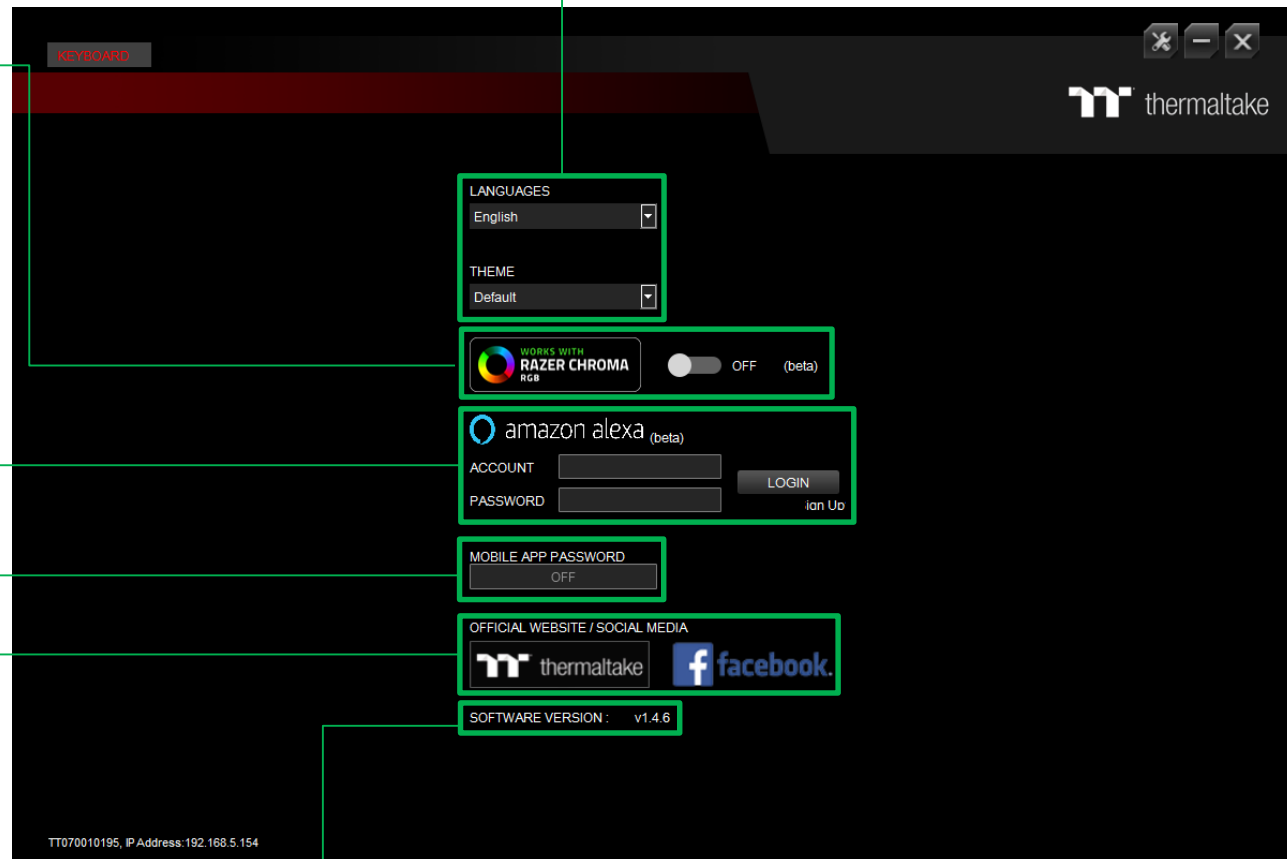 KEYBOARD
thermaltake
LANGUAGES
English
THEME
Default
WORKS WITH
RAZER CHROMA
RGB
OFF (beta)
amazon alexa (beta)
ACCOUNT
LOGIN
PASSWORD
ign Up
MOBILE APP PASSWORD
OFF
OFFICIAL WEBSITE / SOCIAL MEDIA
thermaltake
f facebook.
SOFTWARE VERSION : v1.4.6
TT070010195, IP Address:192.168.5.154